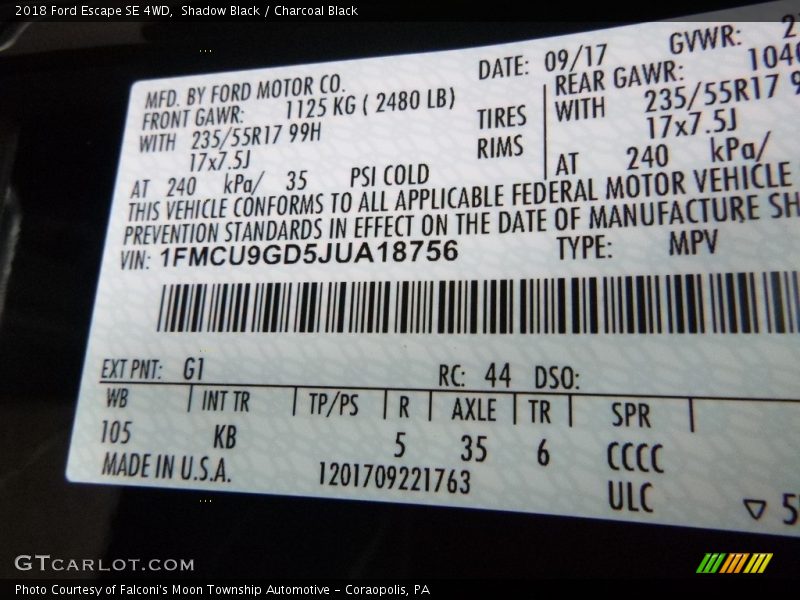 2018 Ford Escape SE 4WD, Shadow Black / Charcoal Black
MFD. BY FORD MOTOR CO.
DATE: 09/17
GVWR:
FRONT GAWR: 1125 KG ( 2480 LB)
REAR GAWR:
WITH 235/55R17 99H
TIRES
WITH 235/55R17
17x7.5J
RIMS
17x7.5J
AT 240 kPa/ 35 PSI COLD
AT 240 kPa/
THIS VEHICLE CONFORMS TO ALL APPLICABLE FEDERAL MOTOR VEHICLE
PREVENTION STANDARDS IN EFFECT ON THE DATE OF MANUFACTURE SH
VIN: 1FMCU9GD5JUA18756
TYPE: MPV
EXT PNT: G1
RC: 44 DSO:
WB | INT TR | TP/PS | R | AXLE | TR | SPR
105 KB 5 35 6 CCCC
MADE IN U.S.A. 1201709221763
ULC
GTCARLOT.COM
Photo Courtesy of Falconi's Moon Township Automotive - Coraopolis, PA